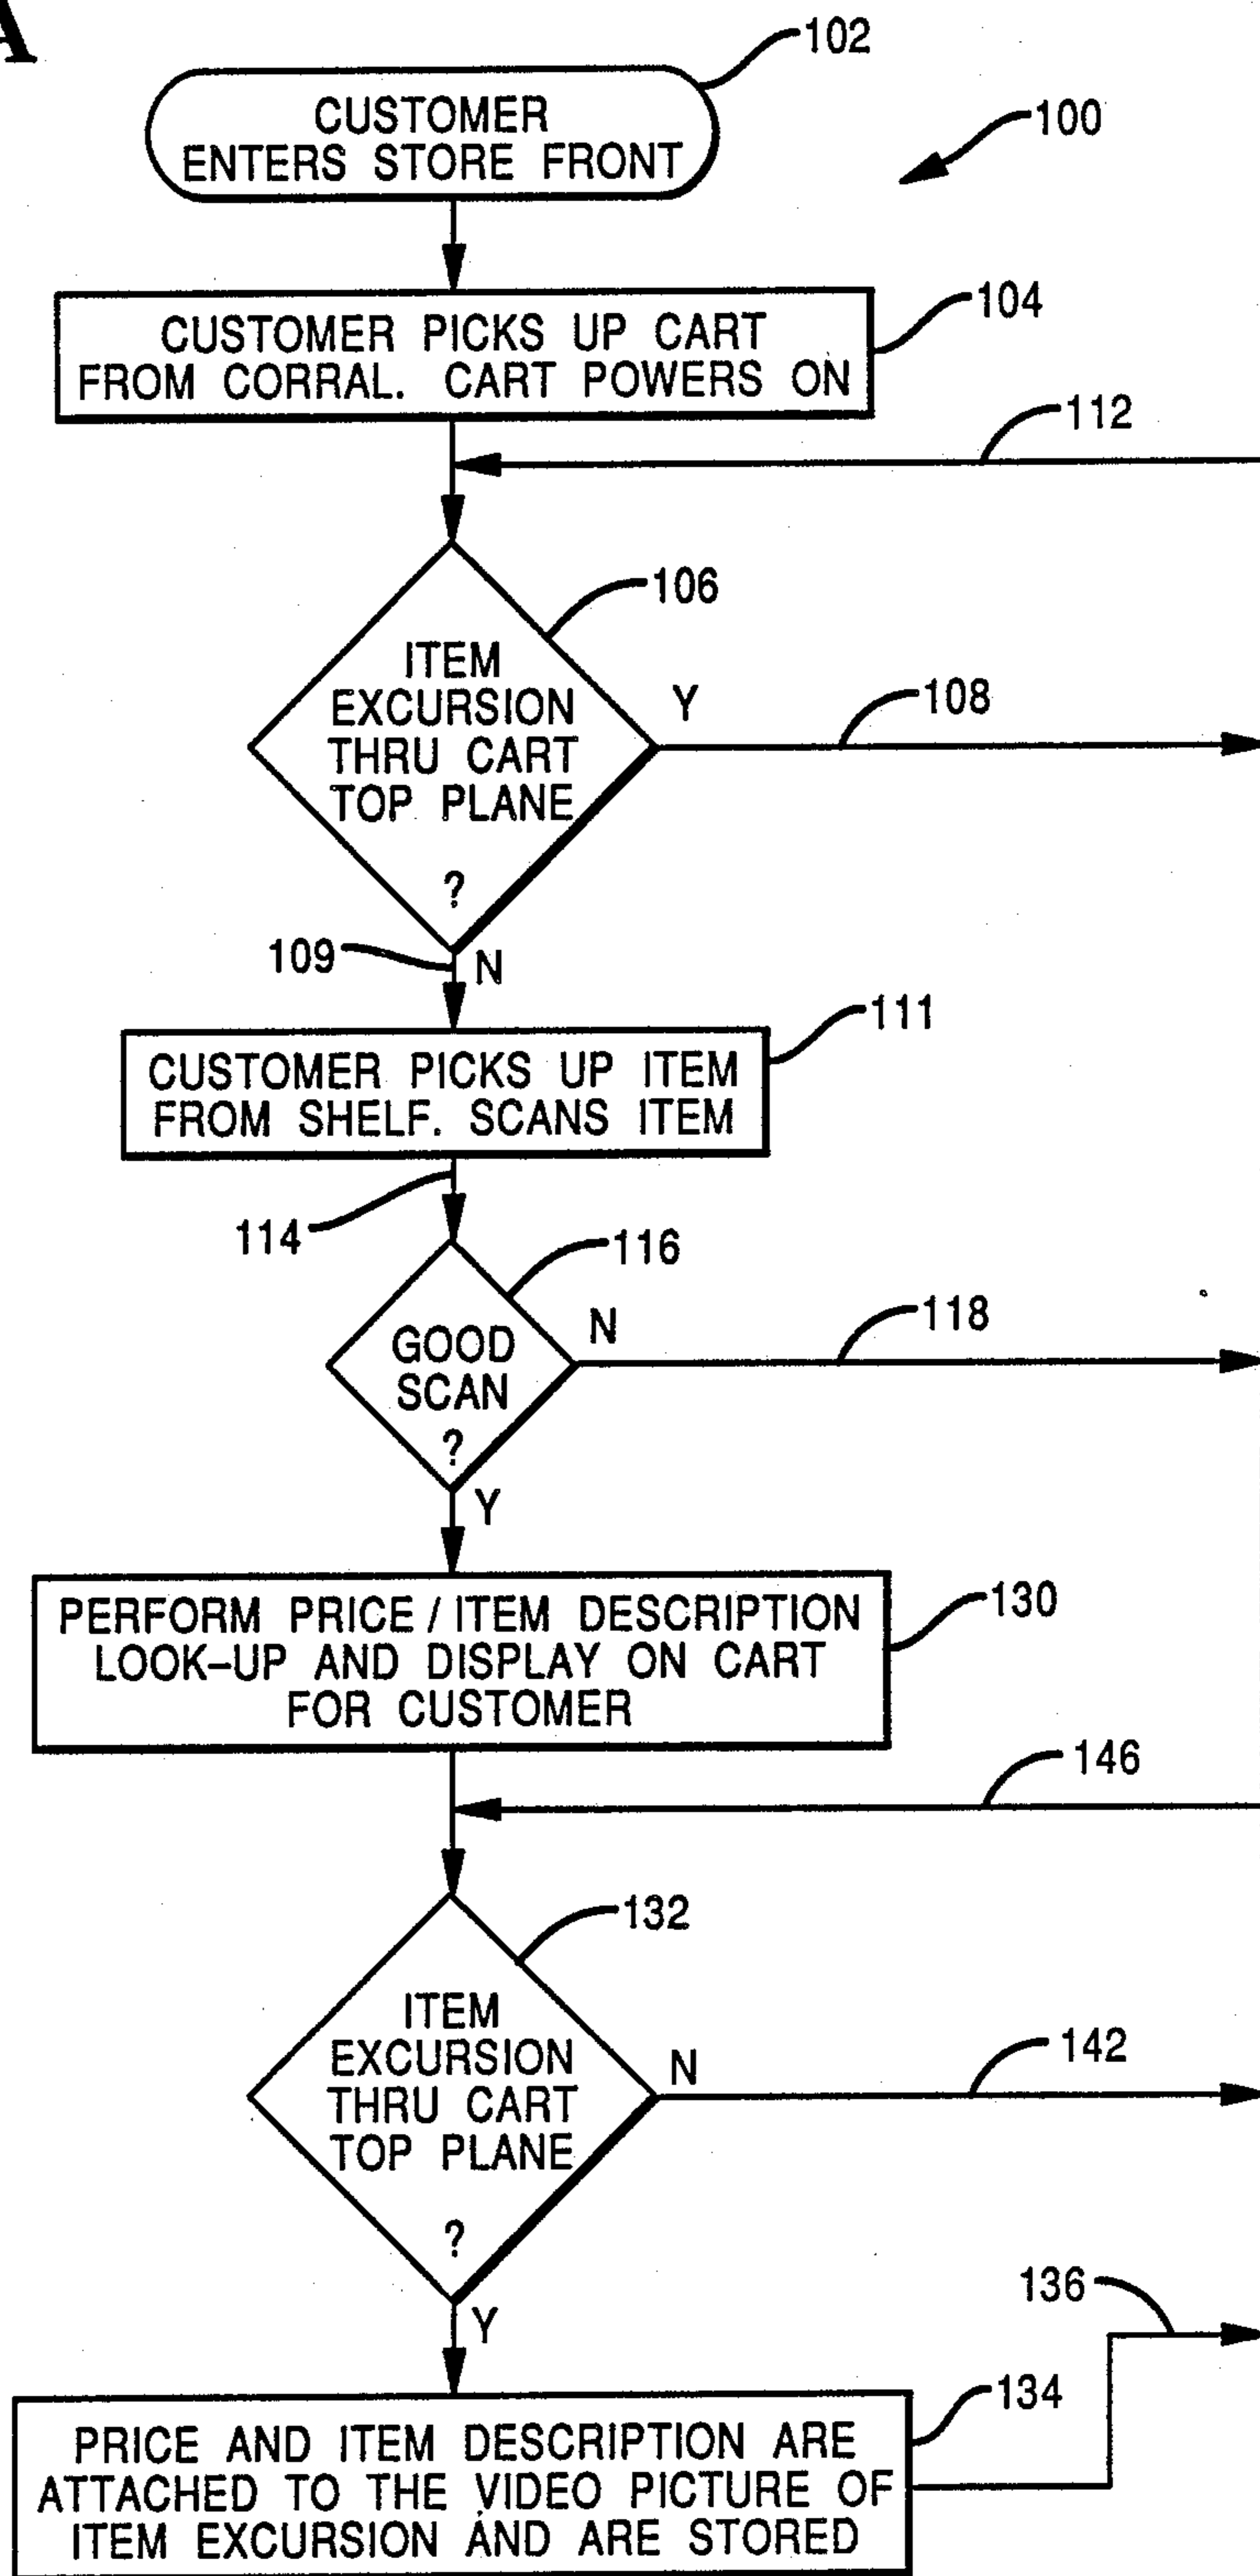 A
102
CUSTOMER
ENTERS STORE FRONT
100
CUSTOMER PICKS UP CART
FROM CORRAL. CART POWERS ON
104
112
106
ITEM
EXCURSION
THRU CART
TOP PLANE
?
Y
108
109
N
111
CUSTOMER PICKS UP ITEM
FROM SHELF. SCANS ITEM
114
116
GOOD
SCAN
?
N
118
Y
PERFORM PRICE / ITEM DESCRIPTION
LOOK-UP AND DISPLAY ON CART
FOR CUSTOMER
130
146
132
ITEM
EXCURSION
THRU CART
TOP PLANE
?
N
142
Y
136
134
PRICE AND ITEM DESCRIPTION ARE
ATTACHED TO THE VIDEO PICTURE OF
ITEM EXCURSION AND ARE STORED